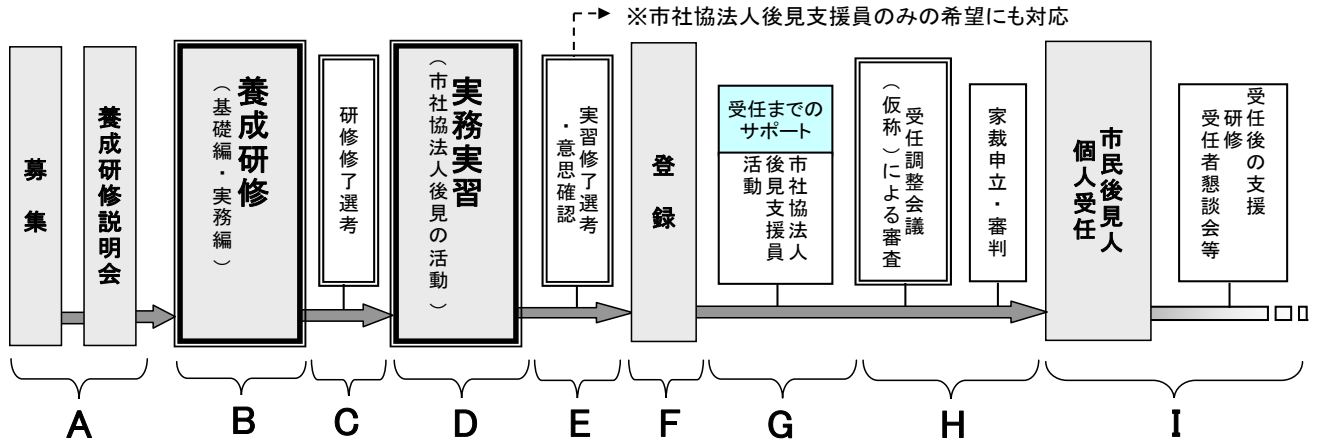 ※市社協法人後見支援員のみの希望にも対応
募集
養成研修説明会
養成研修
（基礎編・実務編）
研修修了選考
実務実習
（市社協法人後見の活動）
実習修了選考
・意思確認
登録
受任までの
サポート
市社協法人
後見支援員
活動
受任調整会議
（仮称）による審査
家裁申立・審判
市民後見人
個人受任
受任後の支援
研修
受任者懇談会等
A
B
C
D
E
F
G
H
I